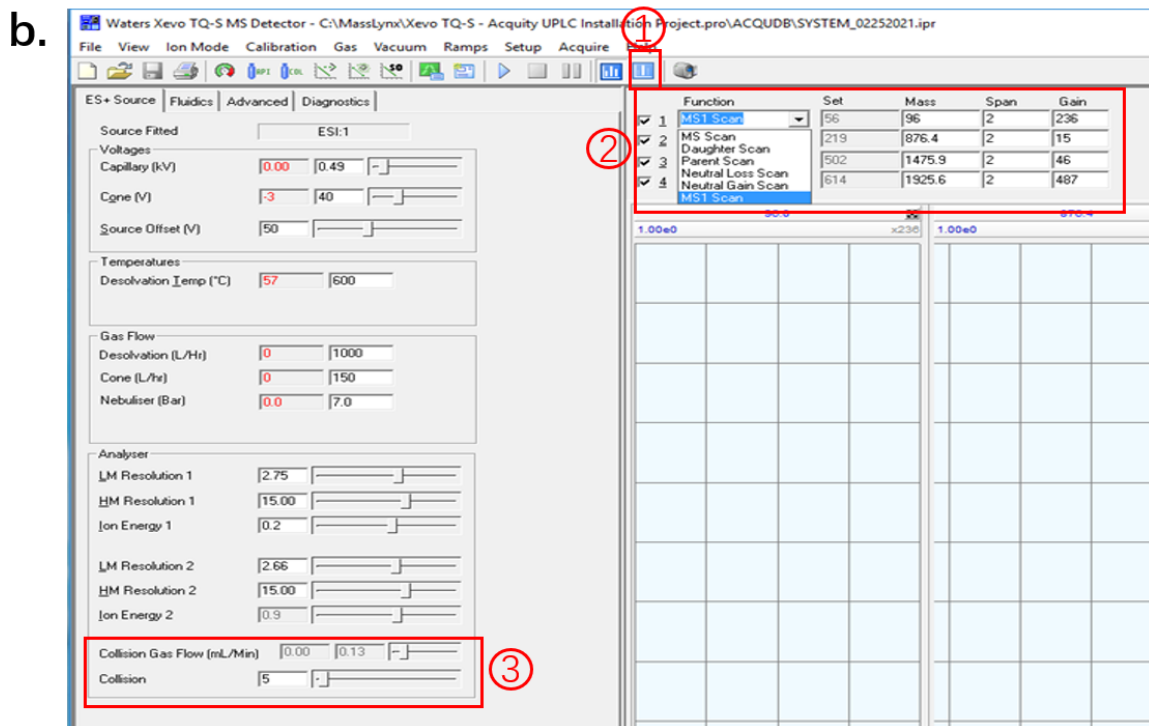 b.
Waters Xevo TQ-S MS Detector - C:\MassLynx\Xevo TQ-S - Acquity UPLC Installation Project.pro\ACQUDB\SYSTEM_02252021.ipr
File View Ion Mode Calibration Gas Vacuum Ramps Setup Acquire Help
①
ES+ Source Fluidics Advanced Diagnostics
Source Fitted ESI:1
Voltages
Capillary (kV) 0.00 0.49
Cone (V) -3 40
Source Offset (V) 50
Temperatures
Desolvation Temp (°C) 57 600
Gas Flow
Desolvation (L/Hr) 0 1000
Cone (L/hr) 0 150
Nebuliser (Bar) 0.0 7.0
Analyser
LM Resolution 1 2.75
HM Resolution 1 15.00
Ion Energy 1 0.2
LM Resolution 2 2.66
HM Resolution 2 15.00
Ion Energy 2 0.9
Collision Gas Flow (mL/Min) 0.00 0.13
Collision 5
③
②
Function Set Mass Span Gain
1 MS1 Scan 56 96 2 236
2 219 876.4 2 15
3 502 1475.9 2 46
4 614 1925.6 2 487
MS Scan
Daughter Scan
Parent Scan
Neutral Loss Scan
Neutral Gain Scan
MS1 Scan
1.00e0 x236 1.00e0